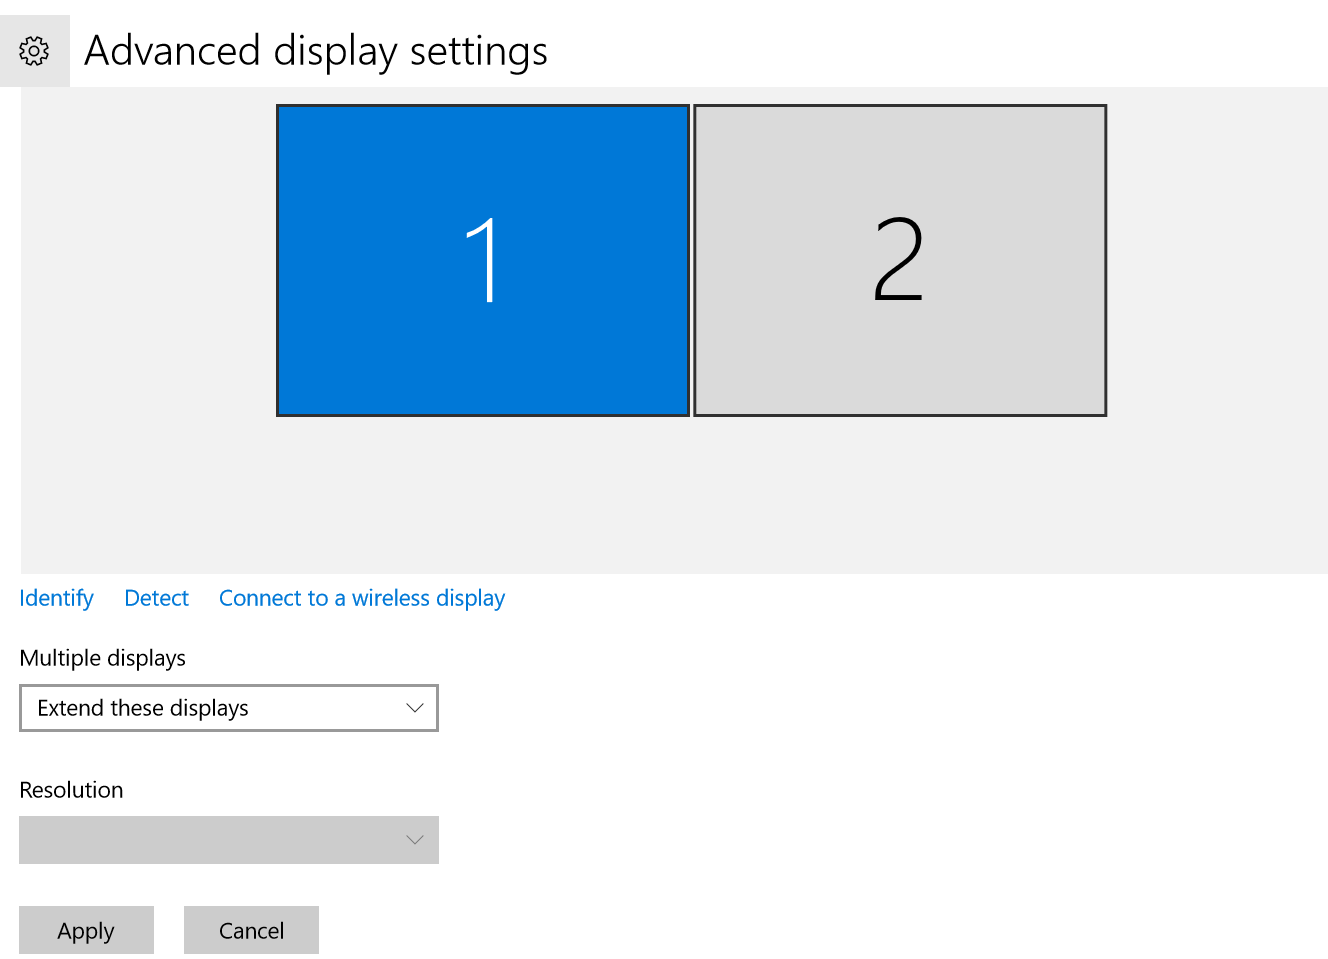 Advanced display settings
1 2
Identify Detect Connect to a wireless display
Multiple displays
Extend these displays
Resolution
Apply Cancel